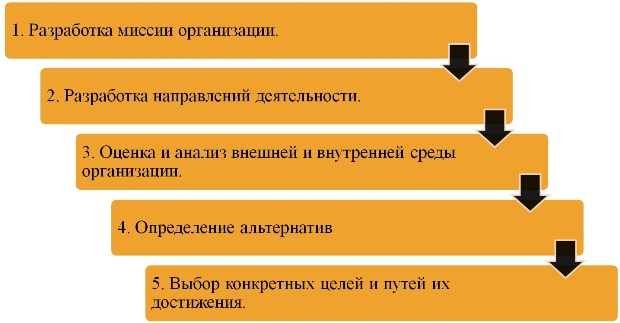 1. Разработка миссии организации.
2. Разработка направлений деятельности.
3. Оценка и анализ внешней и внутренней среды
организации.
4. Определение альтернатив
5. Выбор конкретных целей и путей их
достижения.